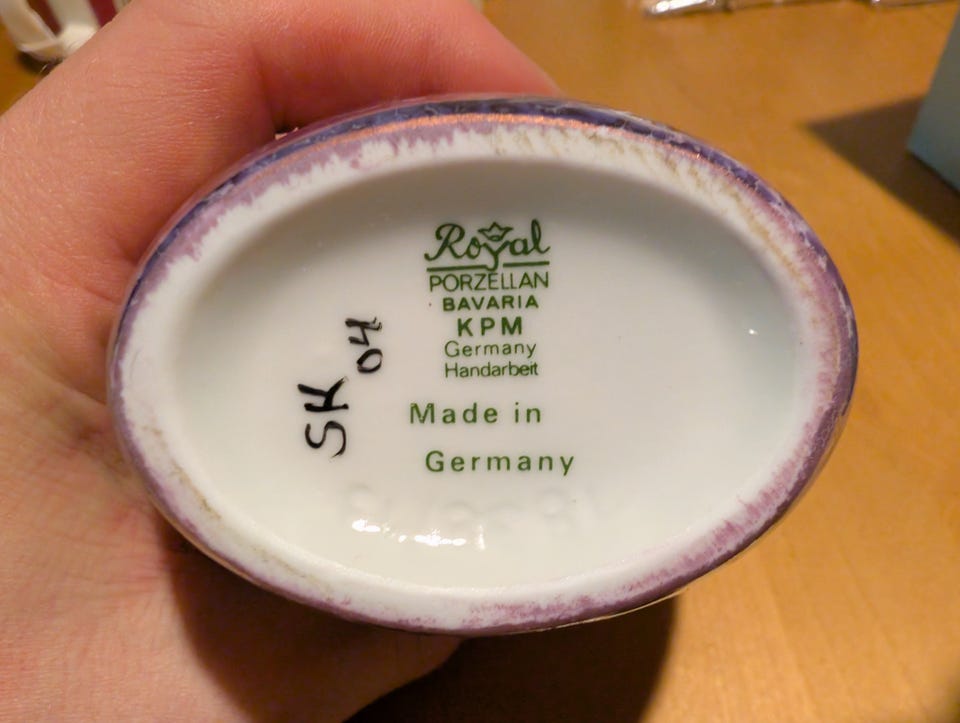 Royal
PORZELLAN
BAVARIA
KPM
Germany
Handarbeit
Made in
Germany
SK 04